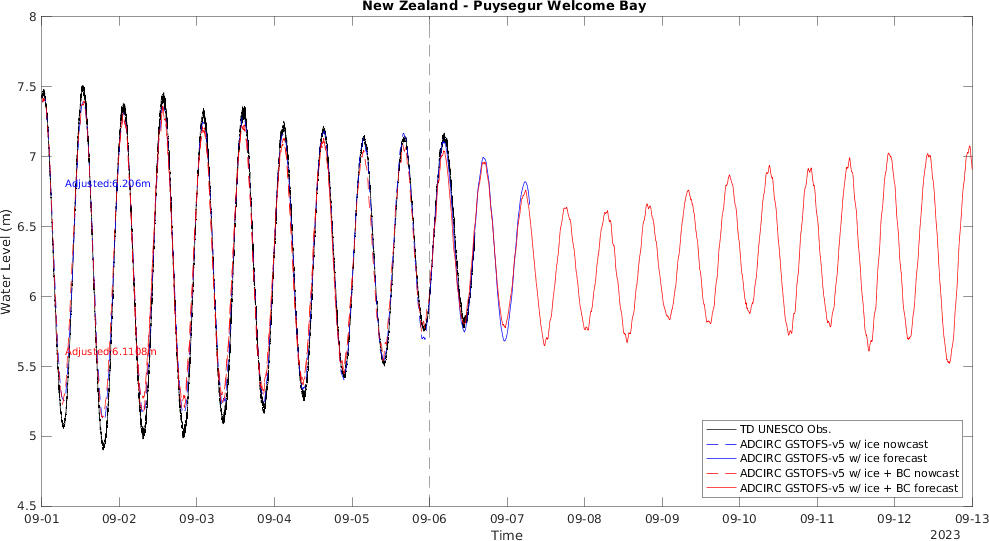 New Zealand - Puysegur Welcome Bay
8
7.5
7
6.5
6
5.5
5
4.5
Water Level (m)
Adjusted:6.206m
Adjusted:6.1108m
TD UNESCO Obs.
ADCIRC GSTOFS-v5 w/ ice nowcast
ADCIRC GSTOFS-v5 w/ ice forecast
ADCIRC GSTOFS-v5 w/ ice + BC nowcast
ADCIRC GSTOFS-v5 w/ ice + BC forecast
09-01 09-02 09-03 09-04 09-05 09-06 09-07 09-08 09-09 09-10 09-11 09-12 09-13
Time
2023